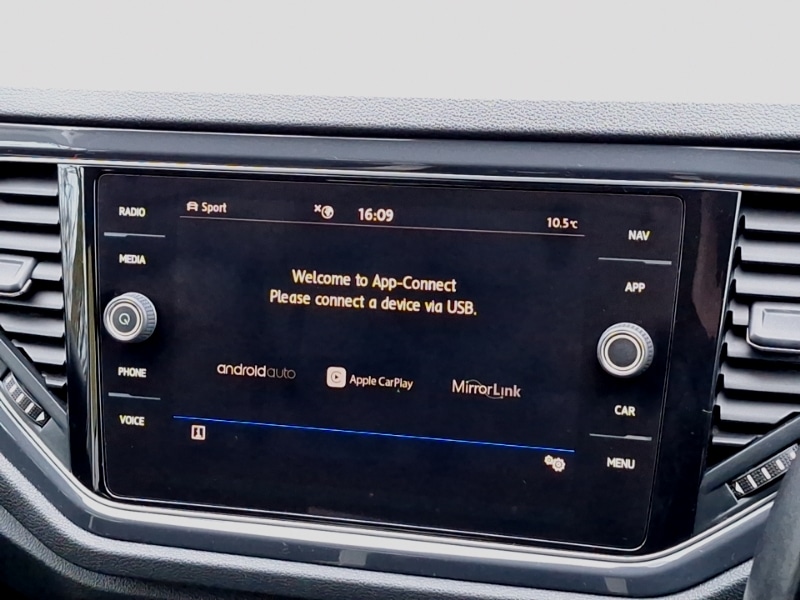 RADIO
MEDIA
PHONE
VOICE
Sport
16:09
10.5°C
Welcome to App-Connect
Please connect a device via USB.
androidauto
Apple CarPlay
MirrorLink
NAV
APP
CAR
MENU